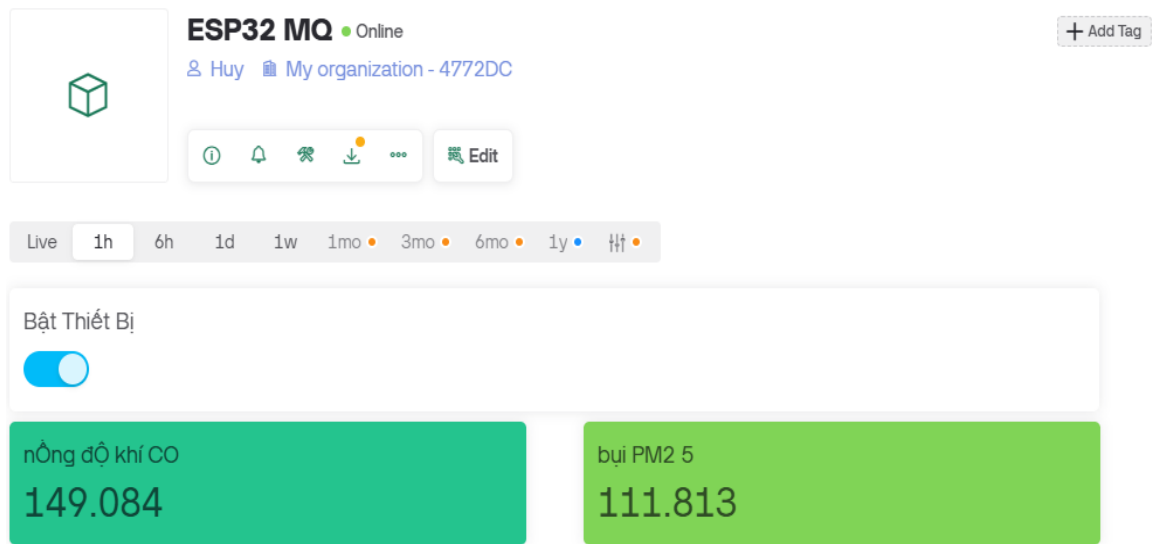 ESP32 MQ Online
Add Tag
Huy My organization - 4772DC
Edit
Live 1h 6h 1d 1w 1mo 3mo 6mo 1y
Bật Thiết Bị
nỒng đỘ khí CO
149.084
bụi PM2 5
111.813